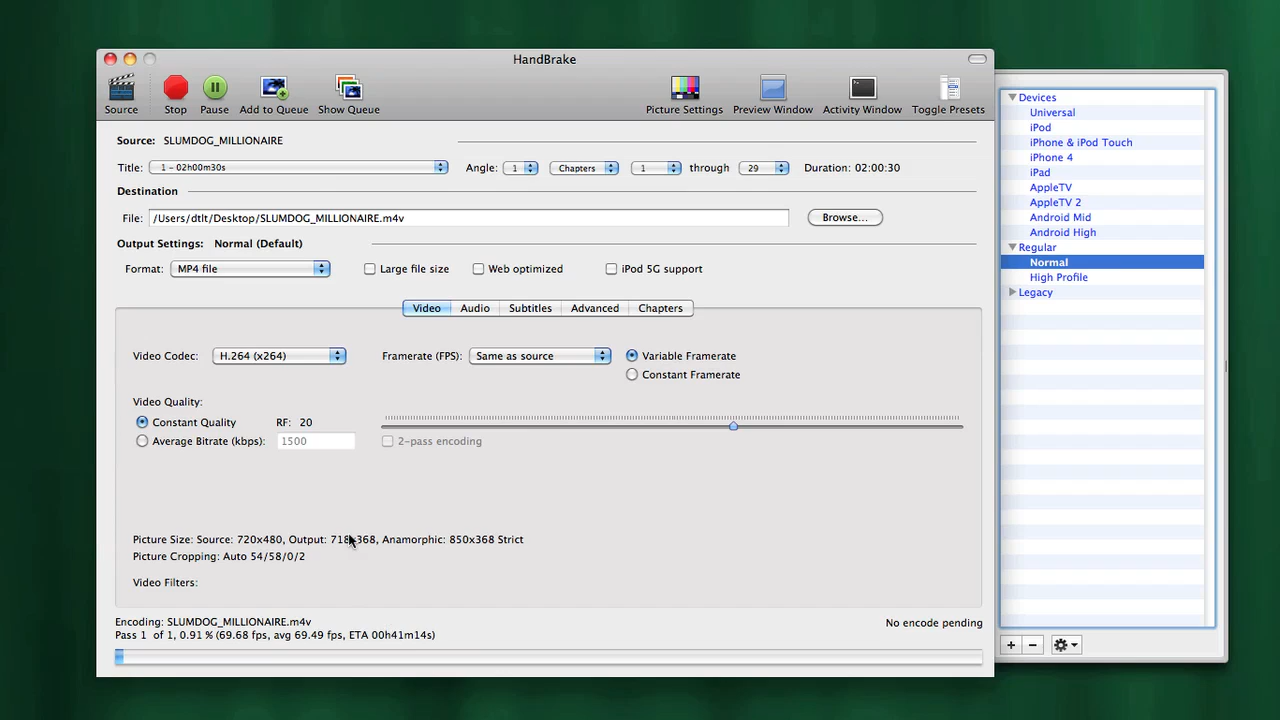 HandBrake
Source Stop Pause Add to Queue Show Queue Picture Settings Preview Window Activity Window Toggle Presets
Source: SLUMDOG_MILLIONAIRE
Title: 1 - 02h00m30s Angle: 1 Chapters 1 through 29 Duration: 02:00:30
Destination
File: /Users/dtlt/Desktop/SLUMDOG_MILLIONAIRE.m4v Browse...
Output Settings: Normal (Default)
Format: MP4 file Large file size Web optimized iPod 5G support
Video Audio Subtitles Advanced Chapters
Video Codec: H.264 (x264) Framerate (FPS): Same as source Variable Framerate
Constant Framerate
Video Quality:
Constant Quality RF: 20
Average Bitrate (kbps): 1500 2-pass encoding
Picture Size: Source: 720x480, Output: 718x368, Anamorphic: 850x368 Strict
Picture Cropping: Auto 54/58/0/2
Video Filters:
Encoding: SLUMDOG_MILLIONAIRE.m4v
Pass 1 of 1, 0.91 % (69.68 fps, avg 69.49 fps, ETA 00h41m14s)
No encode pending
Devices
Universal
iPod
iPhone & iPod Touch
iPhone 4
iPad
AppleTV
AppleTV 2
Android Mid
Android High
Regular
Normal
High Profile
Legacy